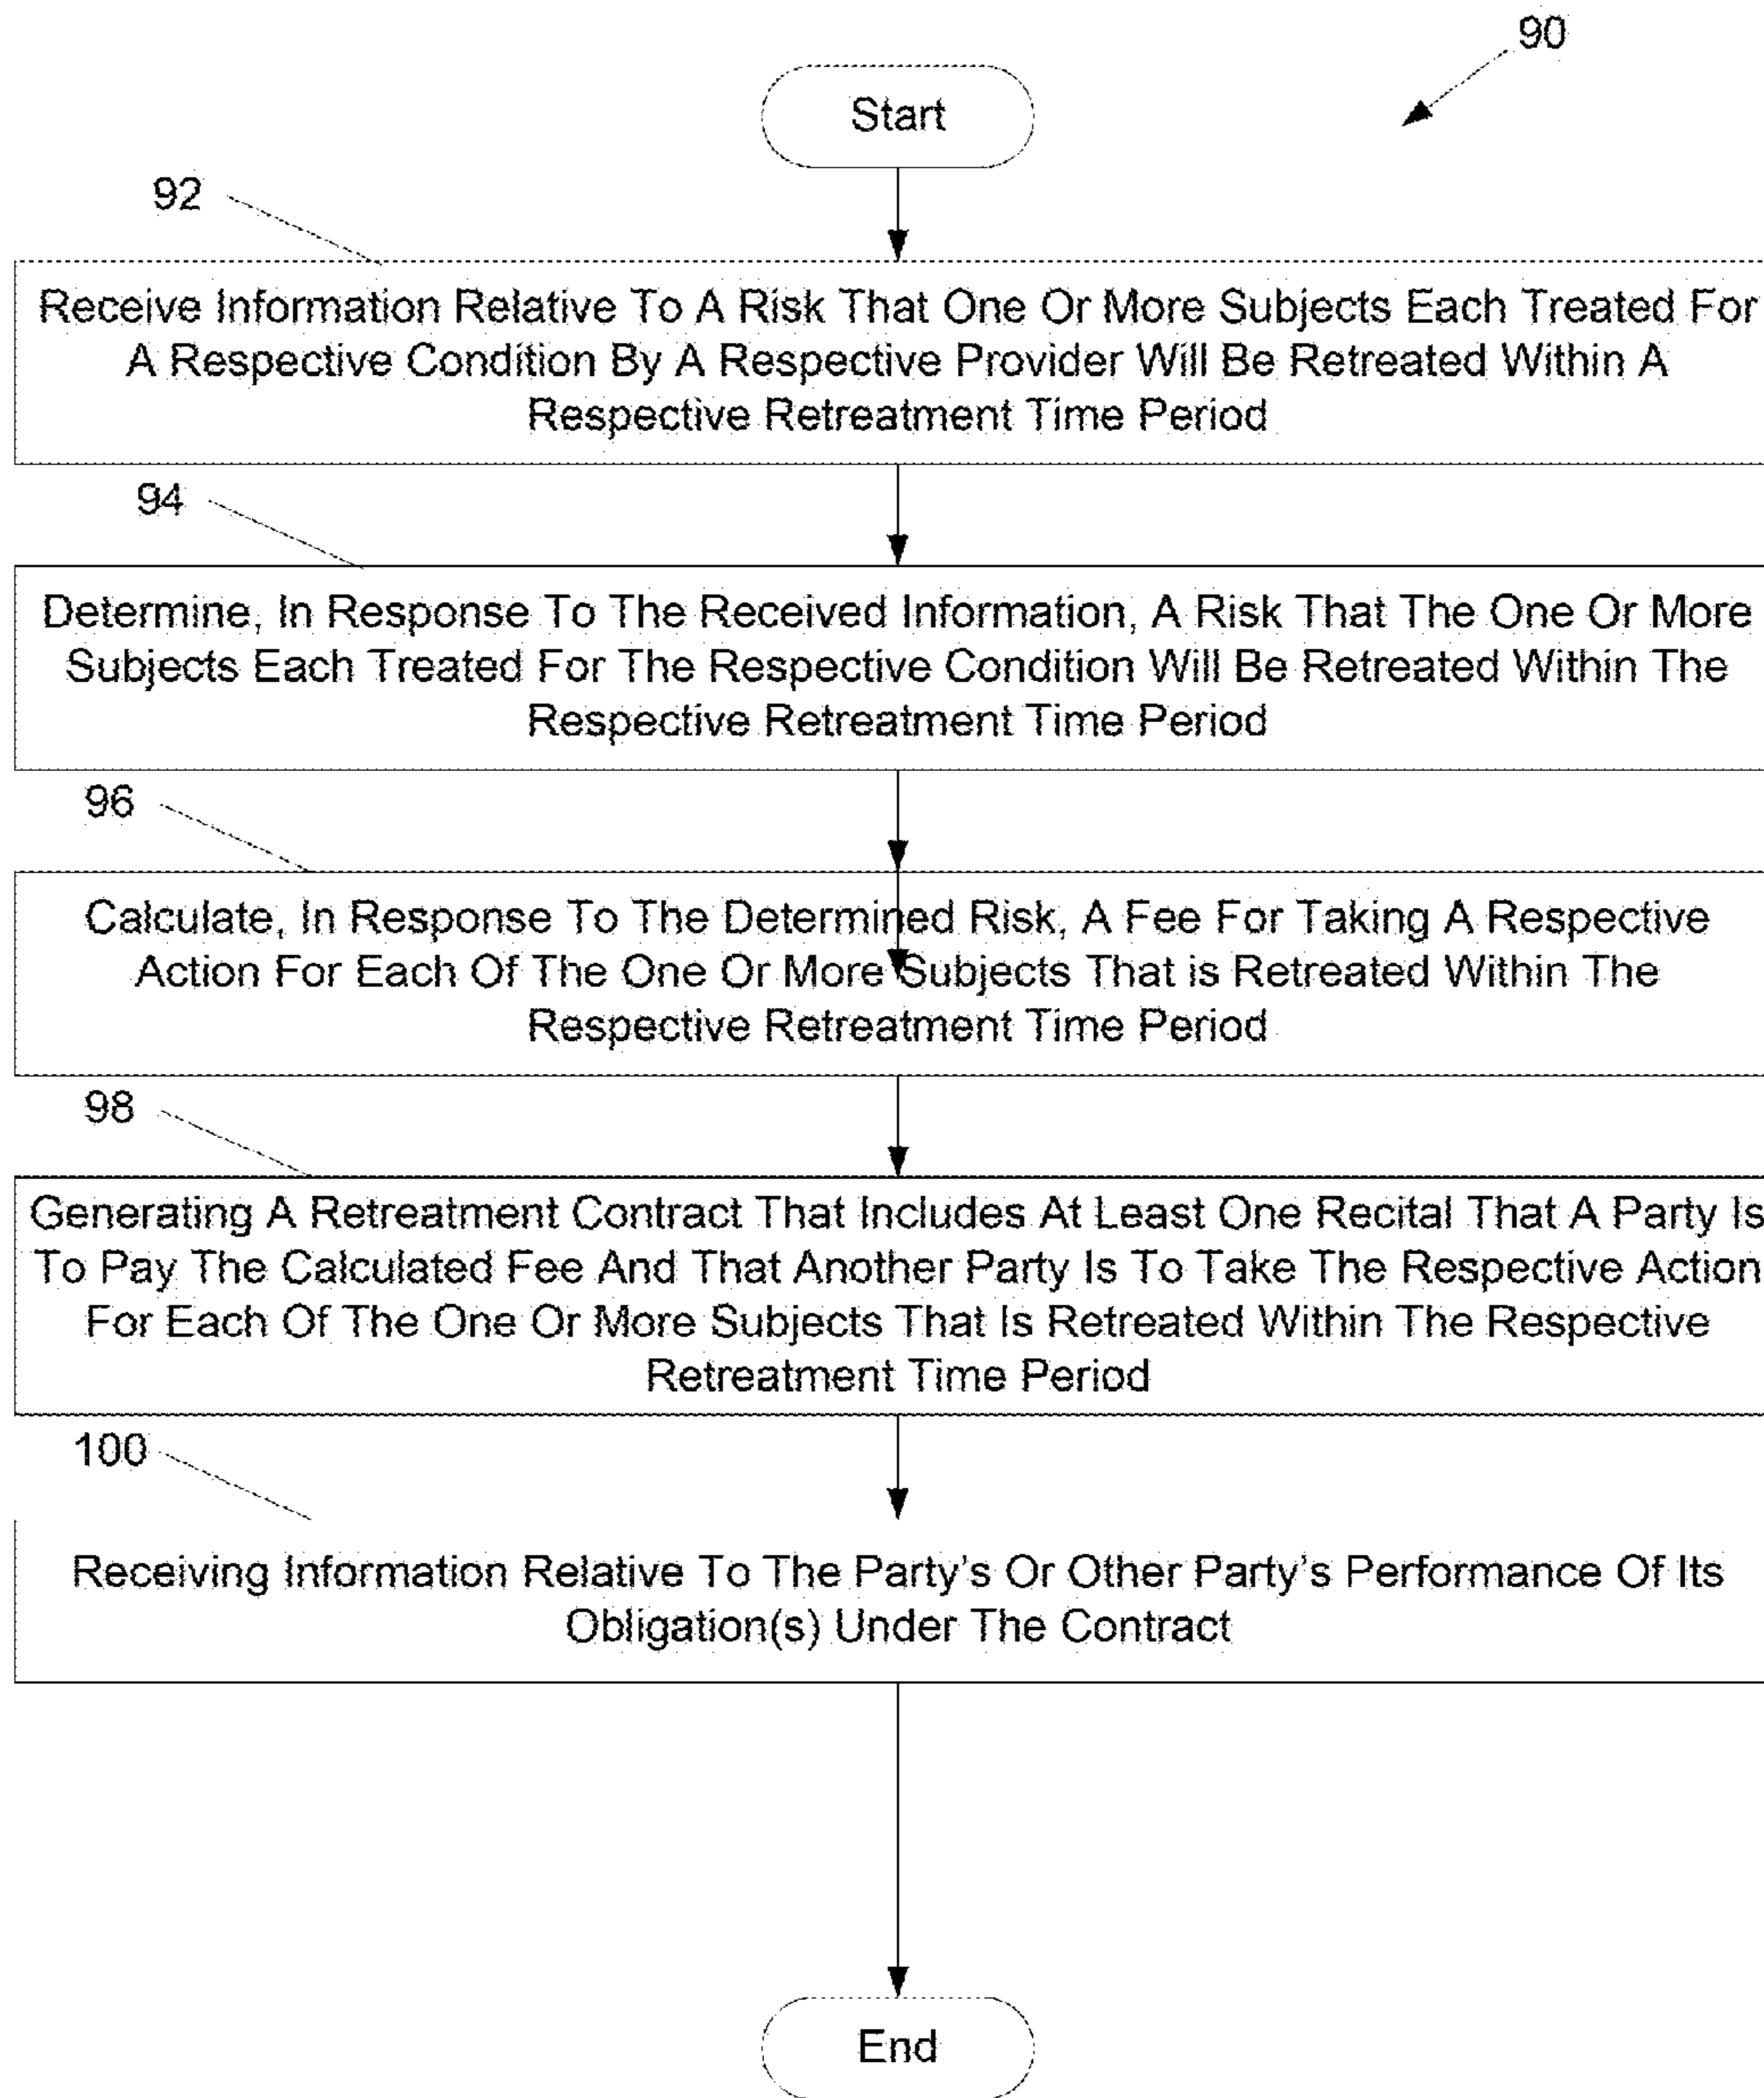 90
Start
92
Receive Information Relative To A Risk That One Or More Subjects Each Treated For
A Respective Condition By A Respective Provider Will Be Retreated Within A
Respective Retreatment Time Period
94
Determine, In Response To The Received Information, A Risk That The One Or More
Subjects Each Treated For The Respective Condition Will Be Retreated Within The
Respective Retreatment Time Period
96
Calculate, In Response To The Determined Risk, A Fee For Taking A Respective
Action For Each Of The One Or More Subjects That is Retreated Within The
Respective Retreatment Time Period
98
Generating A Retreatment Contract That Includes At Least One Recital That A Party Is
To Pay The Calculated Fee And That Another Party Is To Take The Respective Action
For Each Of The One Or More Subjects That Is Retreated Within The Respective
Retreatment Time Period
100
Receiving Information Relative To The Party's Or Other Party's Performance Of Its
Obligation(s) Under The Contract
End